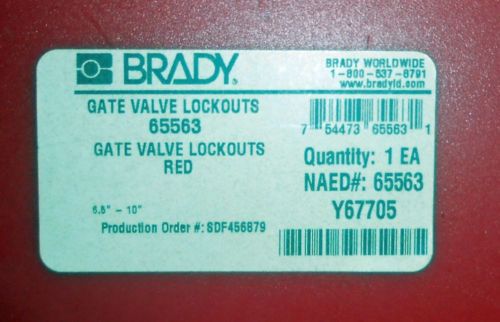 BRADY.
BRADY WORLDWIDE
1-800-537-8791
www.bradyid.com
GATE VALVE LOCKOUTS
65563
GATE VALVE LOCKOUTS
RED
6.5" - 10"
Production Order #: SDF456879
7 54473 65563 1
Quantity: 1 EA
NAED#: 65563
Y67705